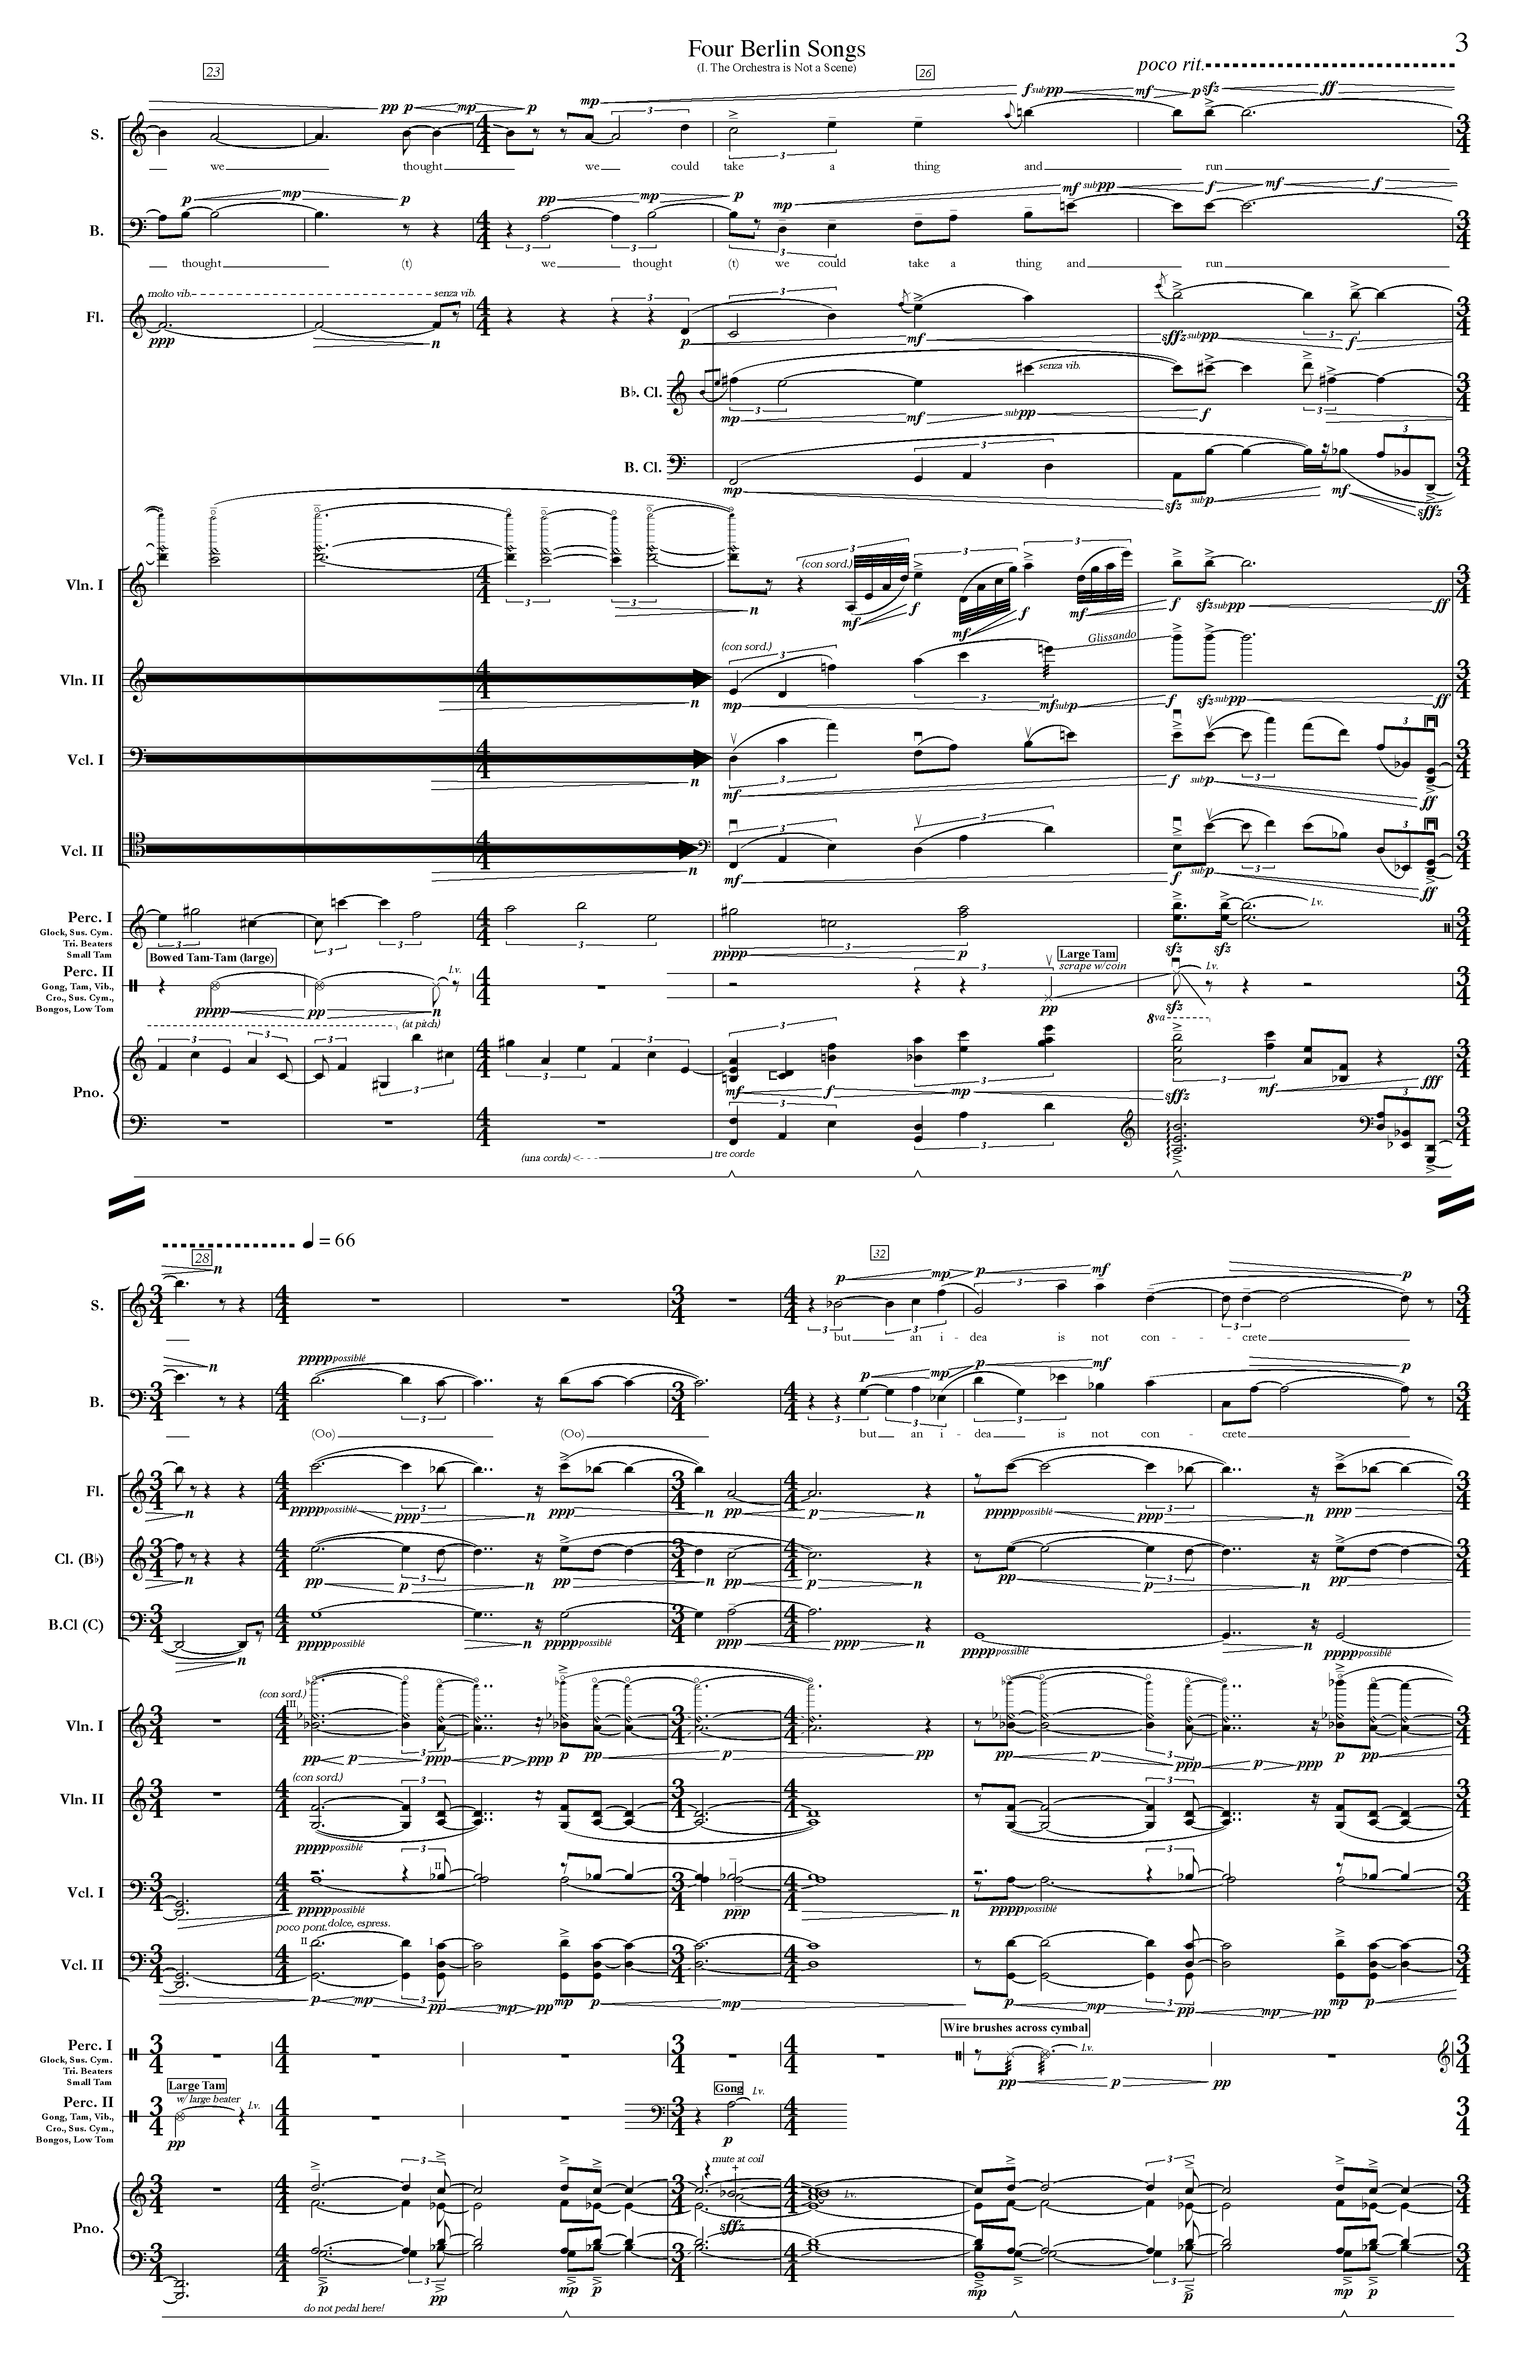 Four Berlin Songs
3
(I. The Orchestra is Not a Scene)
poco rit.
23
26
pp p mp p mp f sub pp mf p sfz ff
S.
we thought we could take a thing and run
p mp p pp mp p mp mf sub pp f mf f
B.
thought (t) we thought (t) we could take a thing and run
molto vib. senza vib.
Fl.
ppp n p mf sffz sub pp f
B♭. Cl.
senza vib.
mp mf sub pp f
B. Cl.
mp sfz sub p mf sffz
Vln. I
(con sord.)
n mf f mf f mf f sfz sub pp ff
(con sord.)
Glissando
Vln. II
n mp mf sub p f sfz sub pp ff
Vcl. I
n mf f sub p ff
Vcl. II
n mf f sub p ff
Perc. I
Glock, Sus. Cym.
Tri. Beaters
Small Tam
l.v.
pppp p sfz sfz
Bowed Tam-Tam (large)
Large Tam
Perc. II
Gong, Tam, Vib.,
Cro., Sus. Cym.,
Bongos, Low Tom
l.v.
scrape w/coin
l.v.
pppp pp n pp sfz
(at pitch)
8va
Pno.
mf f mp sffz mf fff
(una corda) <- - -
tre corde
= 66
28
32
n p mp p mf p
S.
but an i - dea is not con - - crete
n pppp possible p mp p mf p
B.
(Oo) (Oo) but an i - dea is not con - crete
Fl.
n pppp possible ppp n ppp n pp p n pppp possible ppp n ppp
Cl. (B♭)
n pp p n pp n pp p n pp p n pp
B.Cl (C)
n pppp possible n pppp possible ppp ppp n pppp possible n pppp possible
(con sord.)
III
Vln. I
pp p ppp p ppp p pp p pp pp p ppp p ppp p pp
(con sord.)
Vln. II
pppp possible
II
Vcl. I
pppp possible ppp n pppp possible
poco pont. dolce, espress.
II I
Vcl. II
p mp pp mp pp mp p mp p mp pp mp pp mp p
Wire brushes across cymbal
Perc. I
Glock, Sus. Cym.
Tri. Beaters
Small Tam
l.v.
pp p pp
Large Tam
Gong
Perc. II
Gong, Tam, Vib.,
Cro., Sus. Cym.,
Bongos, Low Tom
w/ large beater
l.v.
l.v.
pp p
mute at coil
l.v.
Pno.
sffz
p pp mp p mp p mp p
do not pedal here!